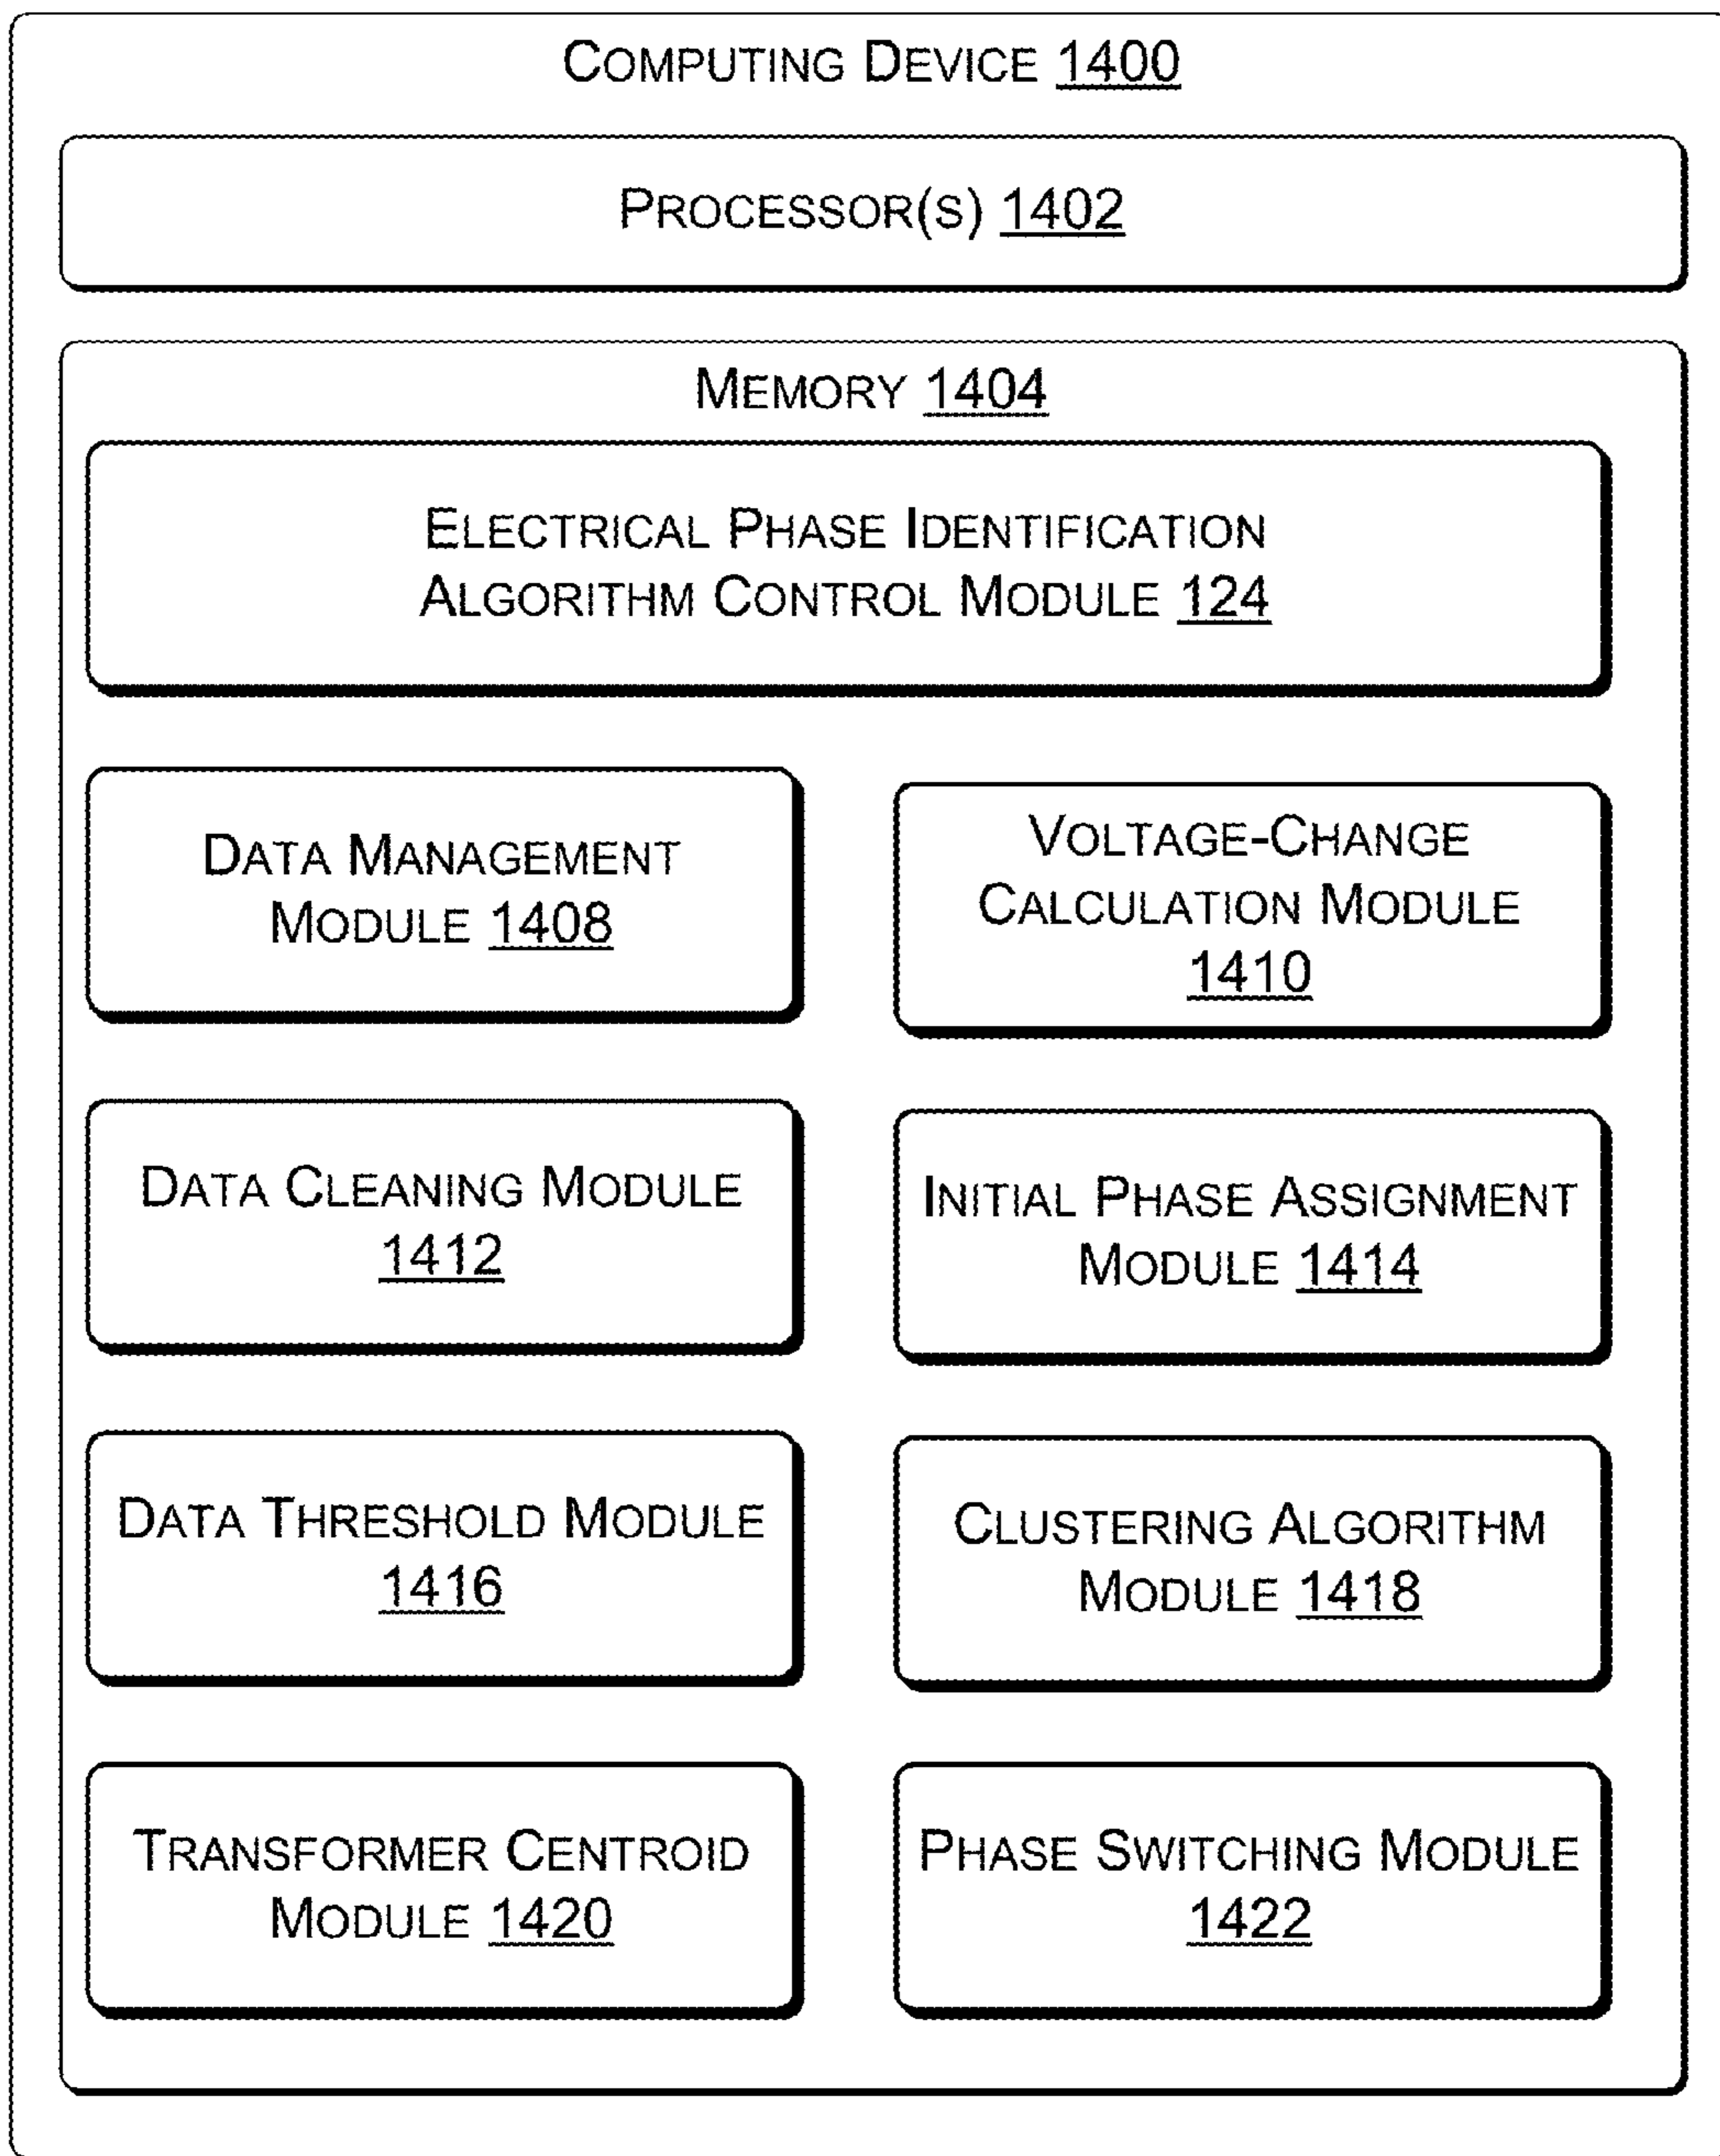 COMPUTING DEVICE 1400
PROCESSOR(S) 1402
MEMORY 1404
ELECTRICAL PHASE IDENTIFICATION
ALGORITHM CONTROL MODULE 124
DATA MANAGEMENT
MODULE 1408
VOLTAGE-CHANGE
CALCULATION MODULE
1410
DATA CLEANING MODULE
1412
INITIAL PHASE ASSIGNMENT
MODULE 1414
DATA THRESHOLD MODULE
1416
CLUSTERING ALGORITHM
MODULE 1418
TRANSFORMER CENTROID
MODULE 1420
PHASE SWITCHING MODULE
1422